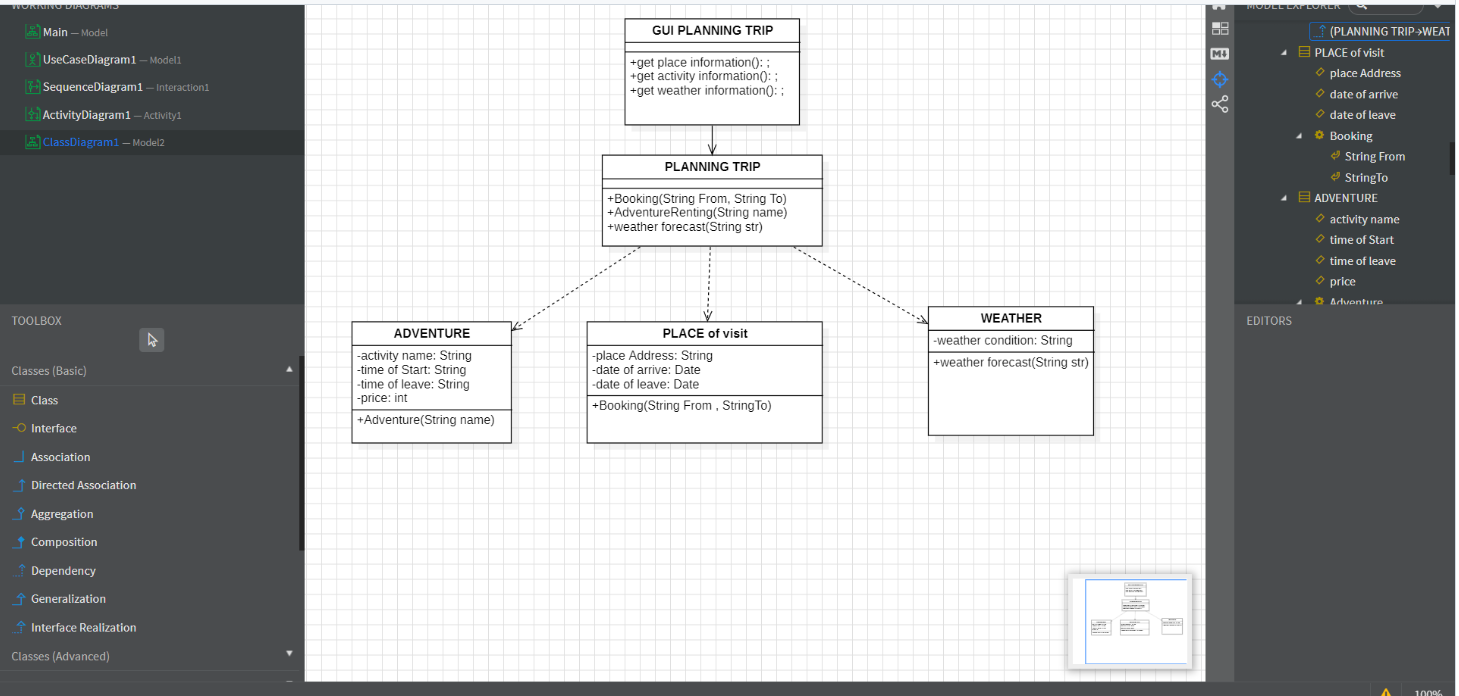 WORKING DIAGRAMS
Main — Model
UseCaseDiagram1 — Model1
SequenceDiagram1 — Interaction1
ActivityDiagram1 — Activity1
ClassDiagram1 — Model2
TOOLBOX
Classes (Basic)
Class
Interface
Association
Directed Association
Aggregation
Composition
Dependency
Generalization
Interface Realization
Classes (Advanced)
GUI PLANNING TRIP
+get place information(): ;
+get activity information(): ;
+get weather information(): ;
PLANNING TRIP
+Booking(String From, String To)
+AdventureRenting(String name)
+weather forecast(String str)
ADVENTURE
-activity name: String
-time of Start: String
-time of leave: String
-price: int
+Adventure(String name)
PLACE of visit
-place Address: String
-date of arrive: Date
-date of leave: Date
+Booking(String From , StringTo)
WEATHER
-weather condition: String
+weather forecast(String str)
M
MODEL EXPLORER
(PLANNING TRIP→WEAT
PLACE of visit
place Address
date of arrive
date of leave
Booking
String From
StringTo
ADVENTURE
activity name
time of Start
time of leave
price
Adventure
EDITORS
100%